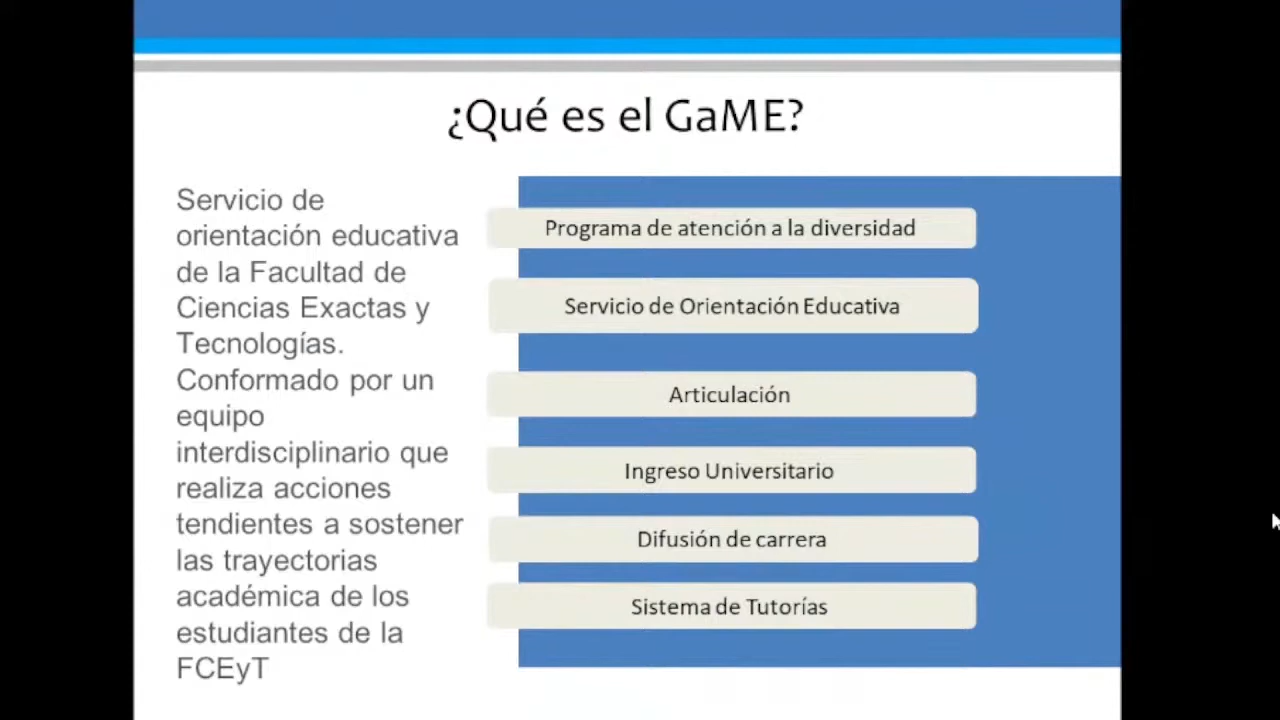 ¿Qué es el GaME?
Servicio de
orientación educativa
de la Facultad de
Ciencias Exactas y
Tecnologías.
Conformado por un
equipo
interdisciplinario que
realiza acciones
tendientes a sostener
las trayectorias
académica de los
estudiantes de la
FCEyT
Programa de atención a la diversidad
Servicio de Orientación Educativa
Articulación
Ingreso Universitario
Difusión de carrera
Sistema de Tutorías